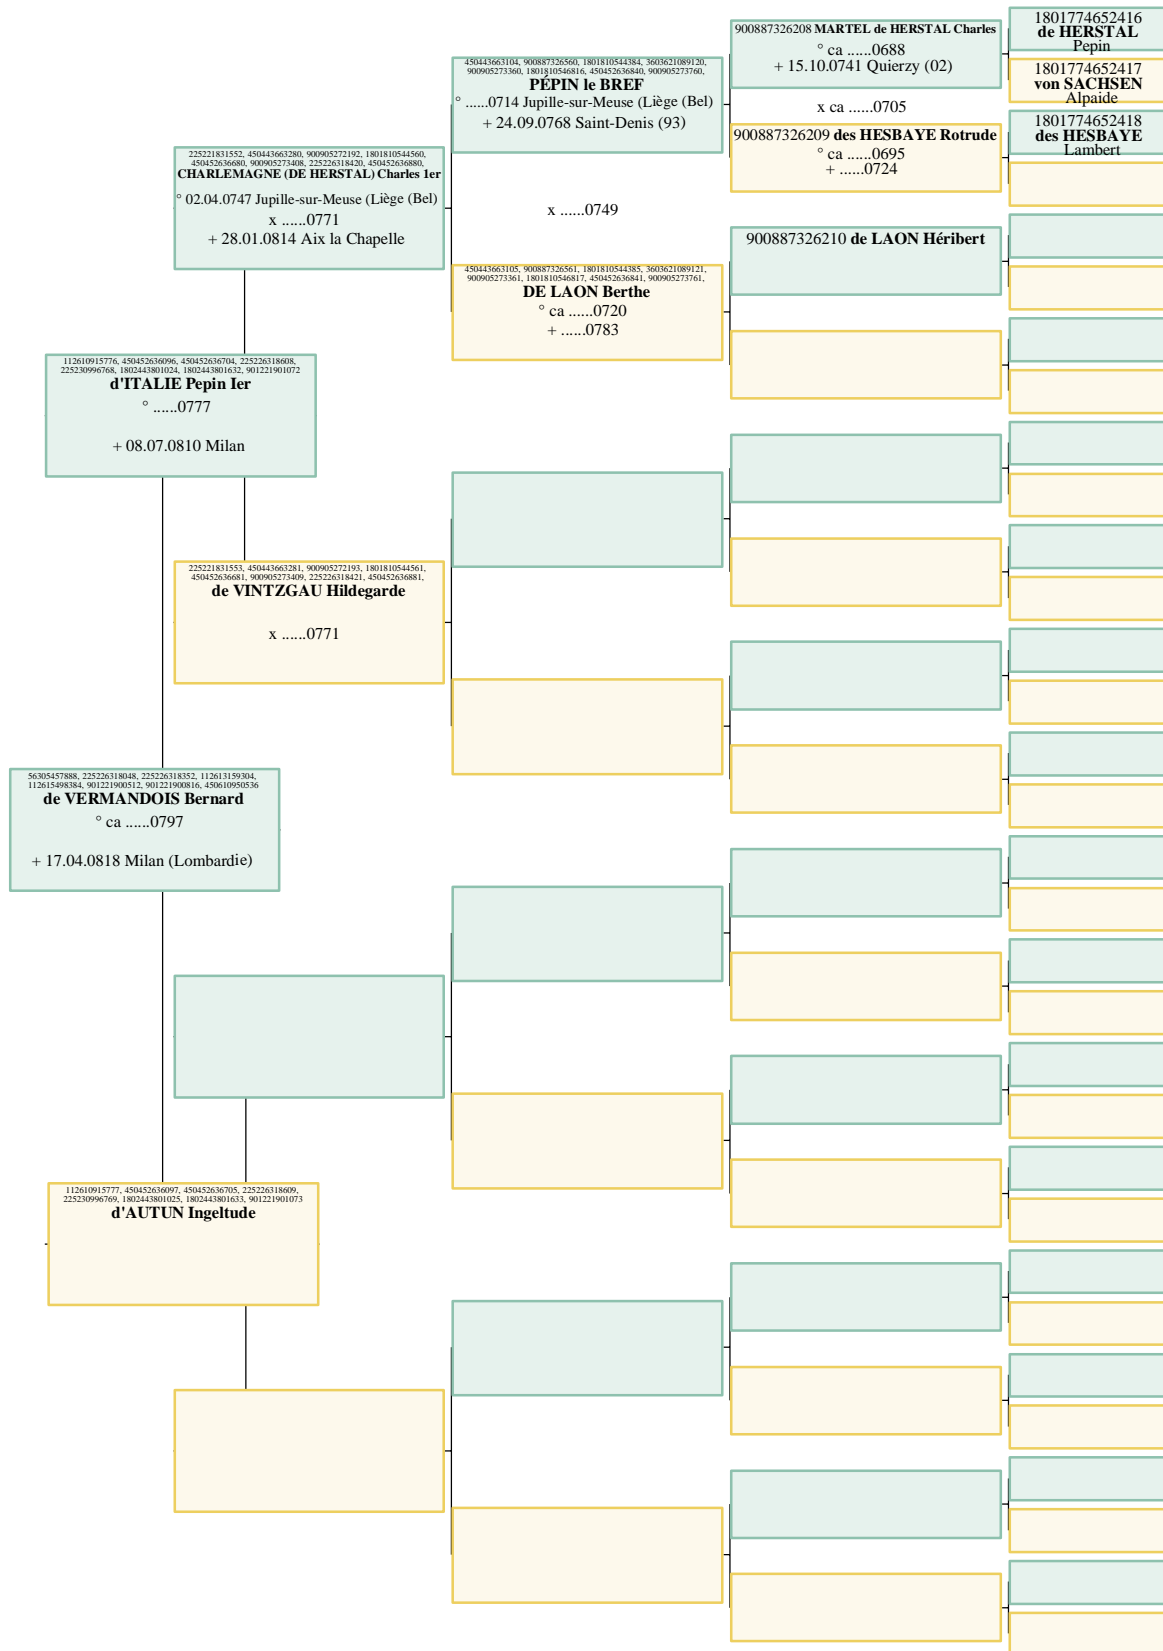 900887326208 MARTEL de HERSTAL Charles
° ca ......0688
+ 15.10.0741 Quierzy (02)
1801774652416
de HERSTAL
Pepin
1801774652417
von SACHSEN
Alpaide
450443663104, 900887326560, 1801810544384, 3603621089120,
900905273360, 1801810546816, 450452636840, 900905273760,
PÉPIN le BREF
° ......0714 Jupille-sur-Meuse (Liège (Bel)
+ 24.09.0768 Saint-Denis (93)
x ca ......0705
900887326209 des HESBAYE Rotrude
° ca ......0695
+ ......0724
1801774652418
des HESBAYE
Lambert
225221831552, 450443663280, 900905272192, 1801810544560,
450452636680, 900905273408, 225226318420, 450452636880,
CHARLEMAGNE (DE HERSTAL) Charles 1er
° 02.04.0747 Jupille-sur-Meuse (Liège (Bel)
x ......0771
+ 28.01.0814 Aix la Chapelle
x ......0749
900887326210 de LAON Héribert
450443663105, 900887326561, 1801810544385, 3603621089121,
900905273361, 1801810546817, 450452636841, 900905273761,
DE LAON Berthe
° ca ......0720
+ ......0783
112610915776, 450452636096, 450452636704, 225226318608,
225230996768, 1802443801024, 1802443801632, 901221901072
d'ITALIE Pepin Ier
° ......0777
+ 08.07.0810 Milan
225221831553, 450443663281, 900905272193, 1801810544561,
450452636681, 900905273409, 225226318421, 450452636881,
de VINTZGAU Hildegarde
x ......0771
56305457888, 225226318048, 225226318352, 112613159304,
112615498384, 901221900512, 901221900816, 450610950536
de VERMANDOIS Bernard
° ca ......0797
+ 17.04.0818 Milan (Lombardie)
112610915777, 450452636097, 450452636705, 225226318609,
225230996769, 1802443801025, 1802443801633, 901221901073
d'AUTUN Ingeltude